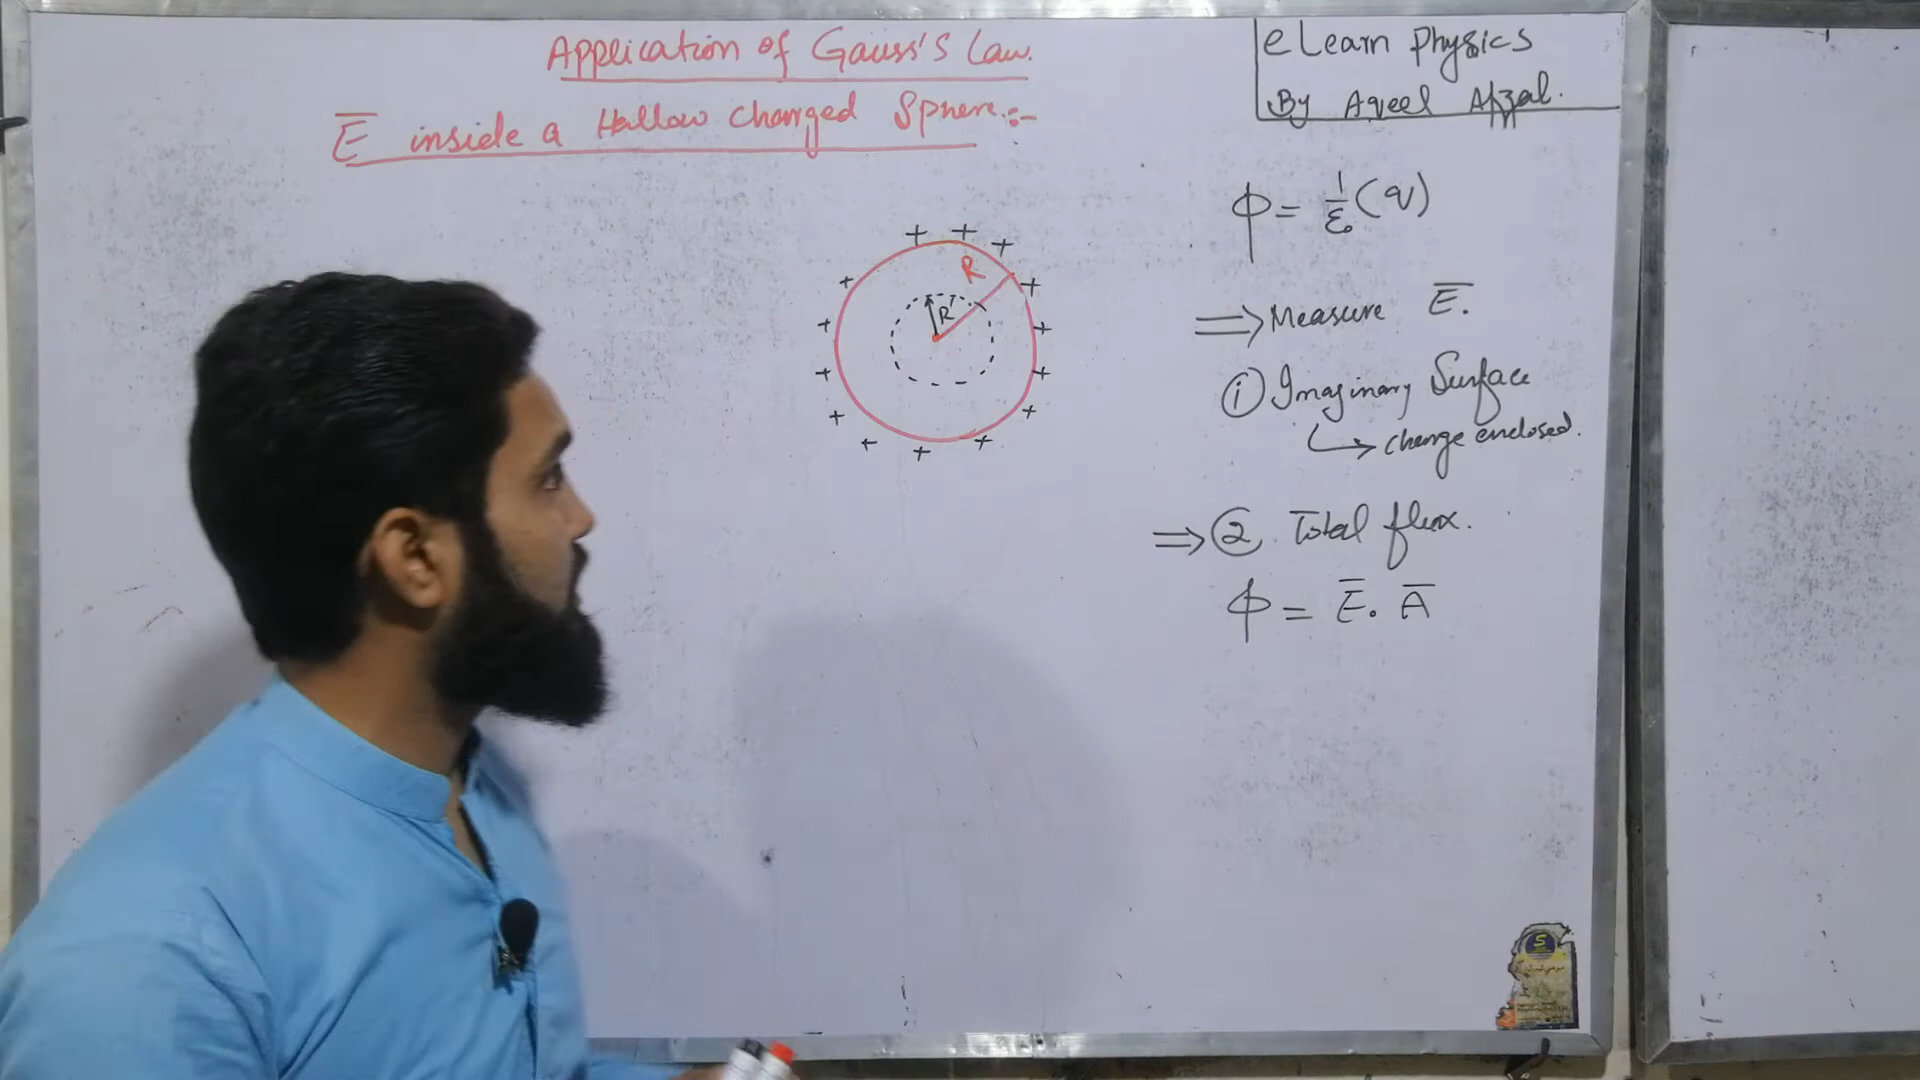 Application of Gauss's Law.
E̅ inside a Hallow charged Sphere:-
eLearn physics
By Aqeel Afzal.
+ + +
+ +
+ +
+ +
+ +
+ + +
R
R'
ϕ = 1/ε₀ (q)
⇒ Measure E̅.
① Imaginary Surface
↳ charge enclosed.
⇒ ② Total flux.
ϕ = E̅ . A̅
S